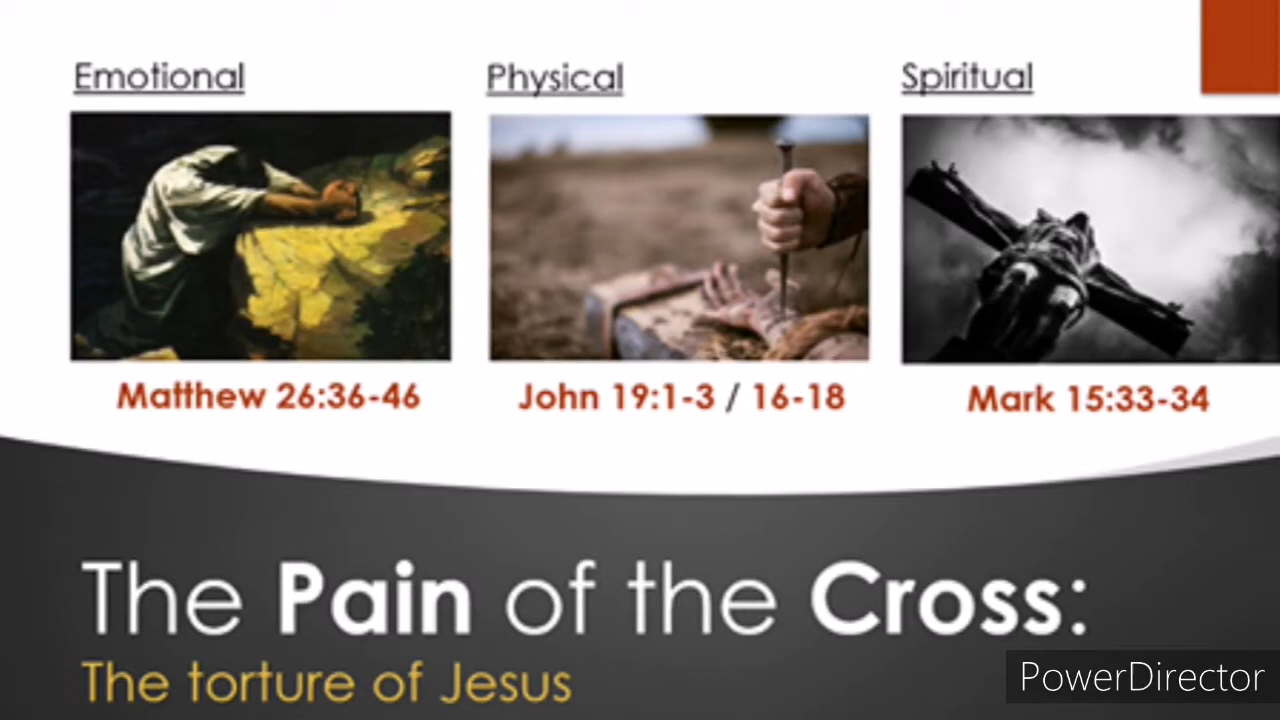 Emotional
Physical
Spiritual
Matthew 26:36-46
John 19:1-3 / 16-18
Mark 15:33-34
The Pain of the Cross:
The torture of Jesus
PowerDirector